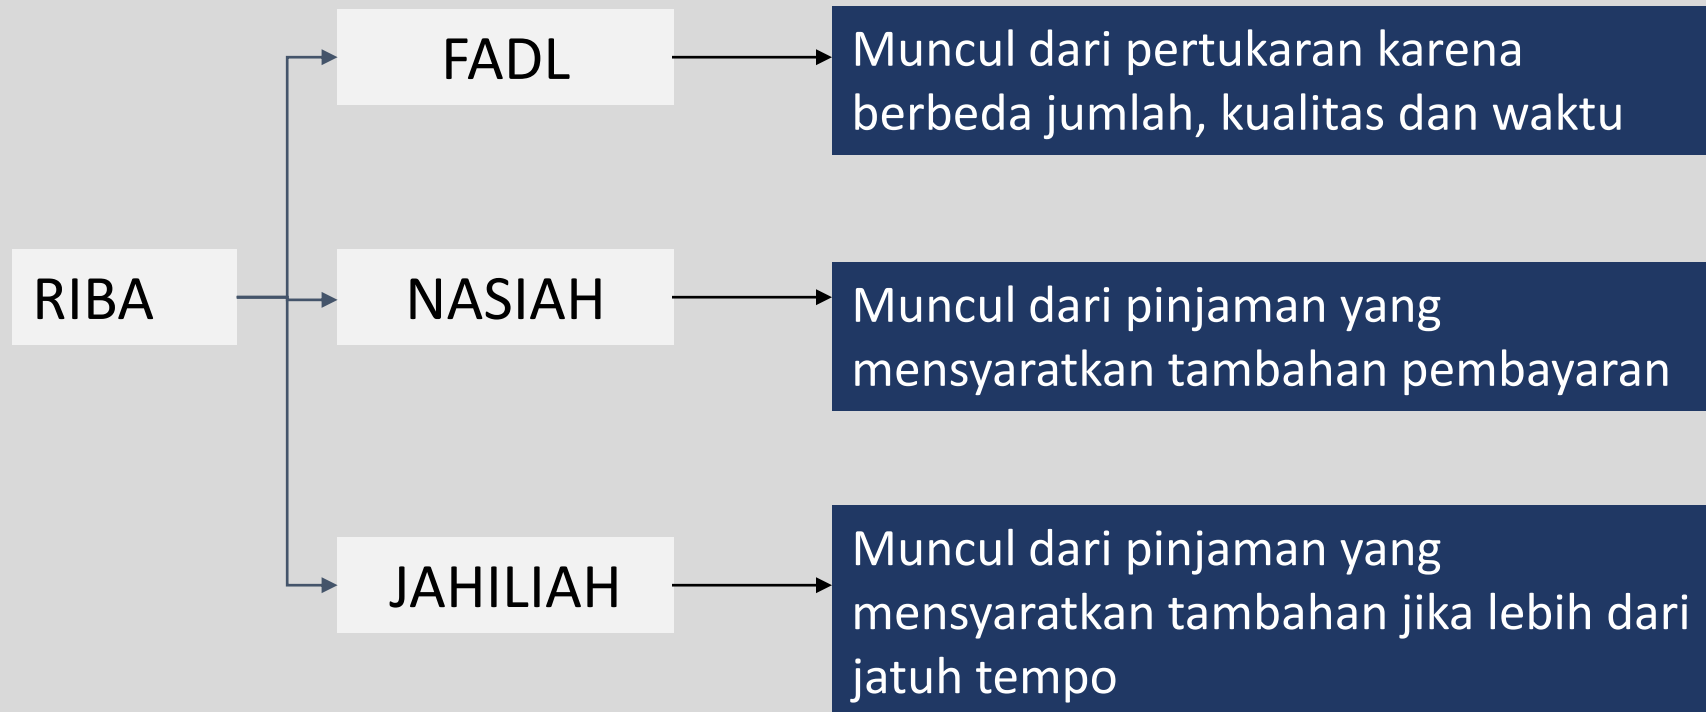 RIBA
FADL
Muncul dari pertukaran karena
berbeda jumlah, kualitas dan waktu
NASIAH
Muncul dari pinjaman yang
mensyaratkan tambahan pembayaran
JAHILIAH
Muncul dari pinjaman yang
mensyaratkan tambahan jika lebih dari
jatuh tempo